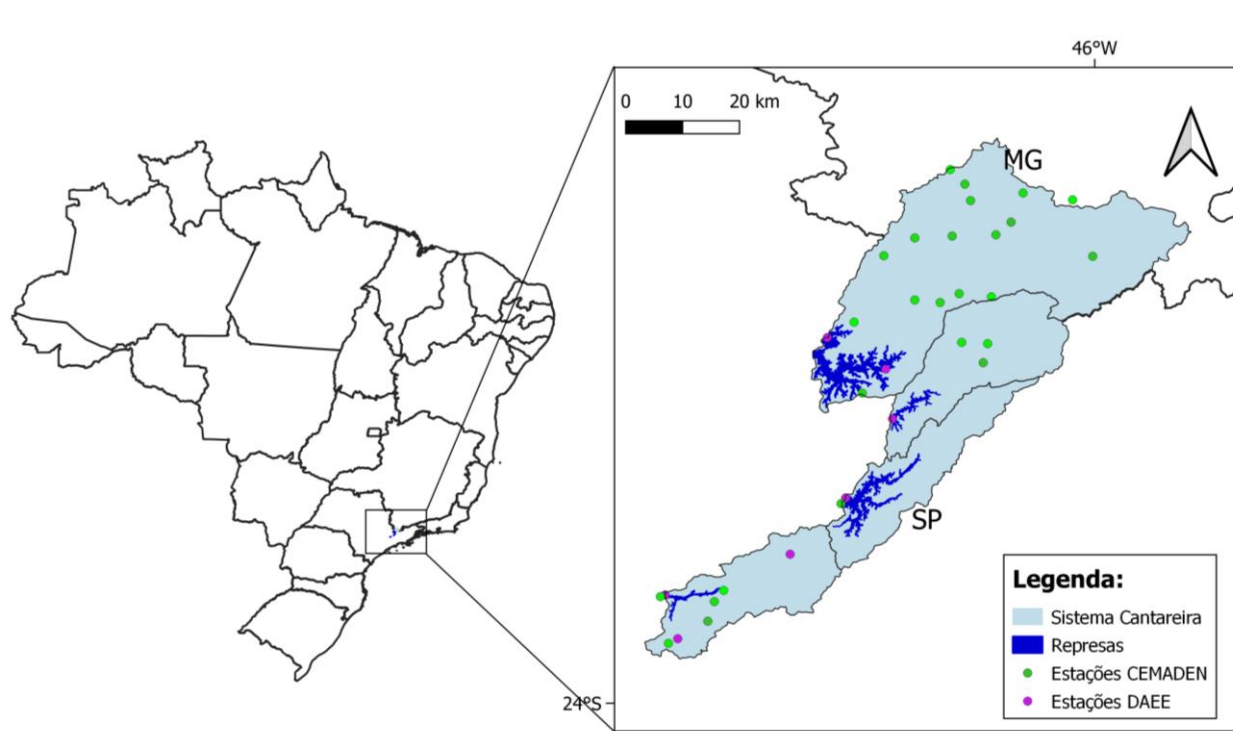 46°W
0 10 20 km
MG
SP
Legenda:
Sistema Cantareira
Represas
Estações CEMADEN
Estações DAEE
24°S